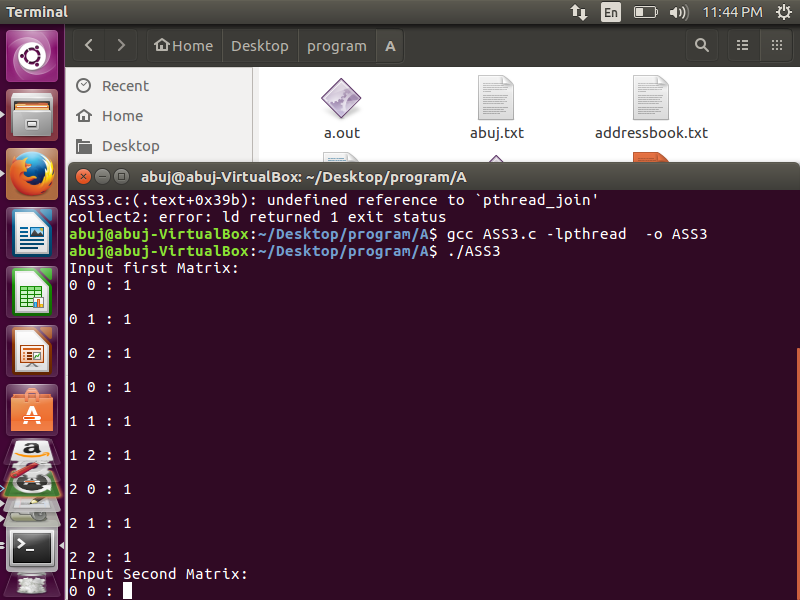 Terminal
En
11:44 PM
Home
Desktop
program
A
Recent
Home
Desktop
a.out
abuj.txt
addressbook.txt
abuj@abuj-VirtualBox: ~/Desktop/program/A
ASS3.c:(.text+0x39b): undefined reference to `pthread_join'
collect2: error: ld returned 1 exit status
abuj@abuj-VirtualBox:~/Desktop/program/A$ gcc ASS3.c -lpthread  -o ASS3
abuj@abuj-VirtualBox:~/Desktop/program/A$ ./ASS3
Input first Matrix:
0 0 : 1
0 1 : 1
0 2 : 1
1 0 : 1
1 1 : 1
1 2 : 1
2 0 : 1
2 1 : 1
2 2 : 1
Input Second Matrix:
0 0 :